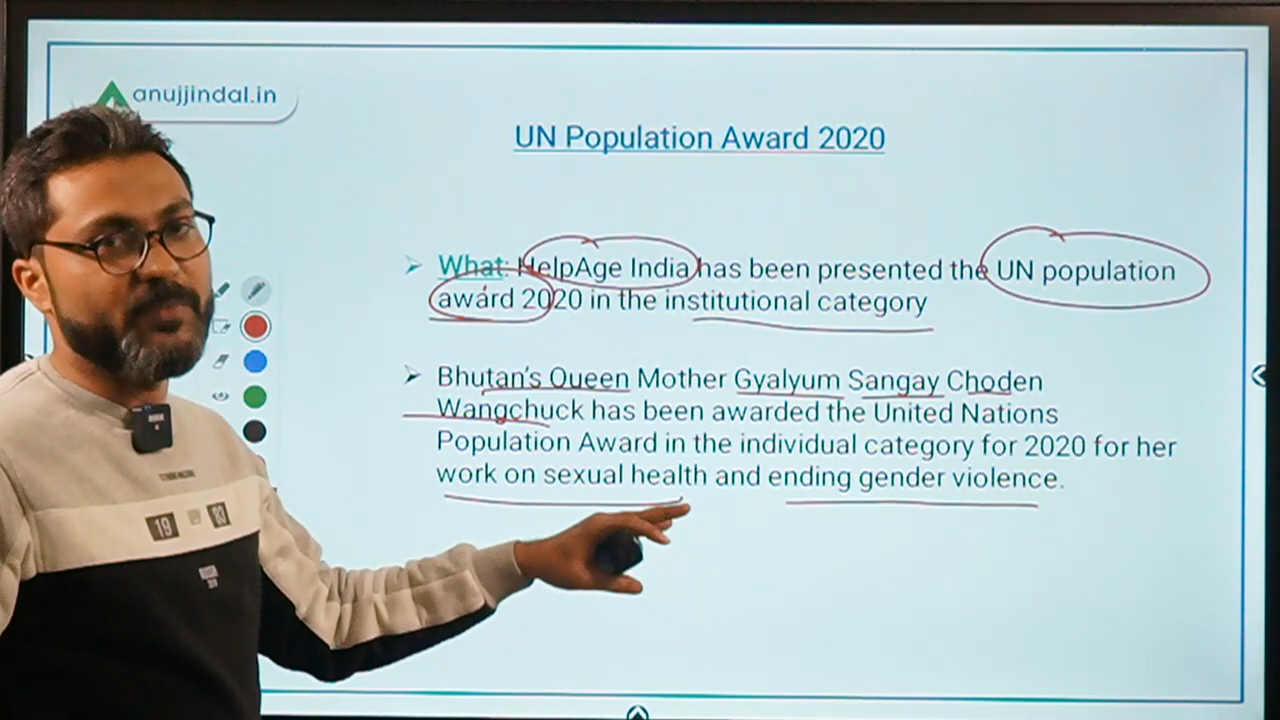 anujjindal.in
UN Population Award 2020
What: HelpAge India has been presented the UN population
award 2020 in the institutional category
Bhutan's Queen Mother Gyalyum Sangay Choden
Wangchuck has been awarded the United Nations
Population Award in the individual category for 2020 for her
work on sexual health and ending gender violence.
19 83